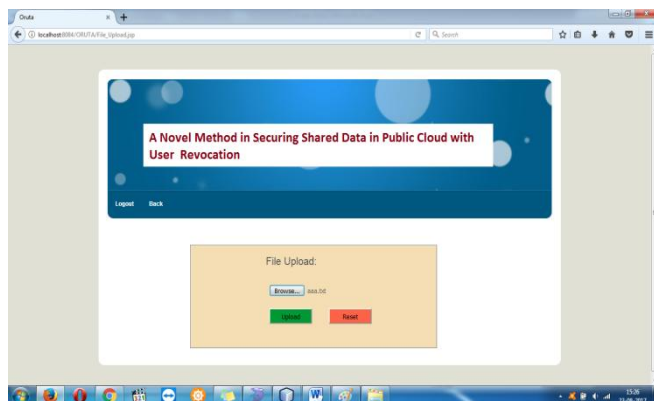 Oruta
localhost:8084/ORUTA/File_Upload.jsp
Search
A Novel Method in Securing Shared Data in Public Cloud with
User Revocation
Logout Back
File Upload:
Browse... aaa.txt
Upload Reset
15:26